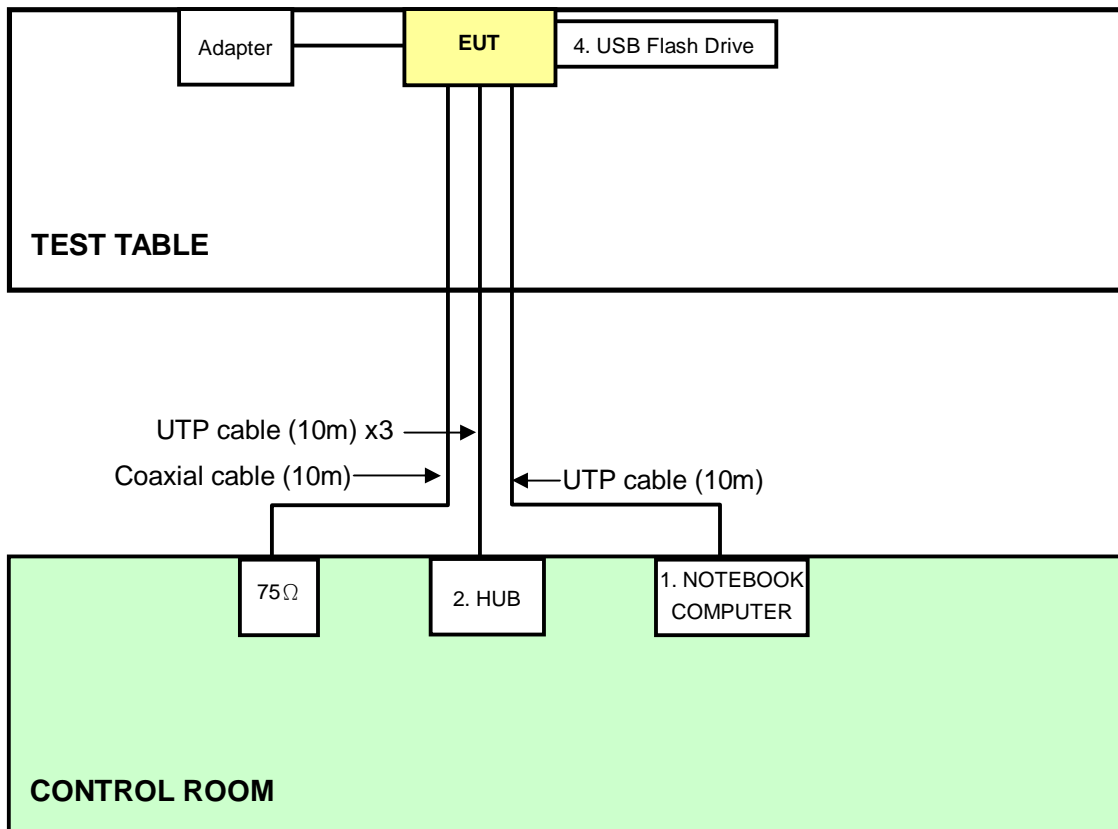 Adapter
EUT
4. USB Flash Drive
TEST TABLE
UTP cable (10m) x3
Coaxial cable (10m)
UTP cable (10m)
75Ω
2. HUB
1. NOTEBOOK
COMPUTER
CONTROL ROOM